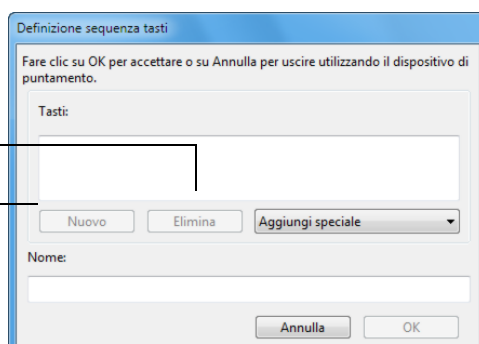 Definizione sequenza tasti
Fare clic su OK per accettare o su Annulla per uscire utilizzando il dispositivo di
puntamento.
Tasti:
Nuovo Elimina Aggiungi speciale
Nome:
Annulla OK